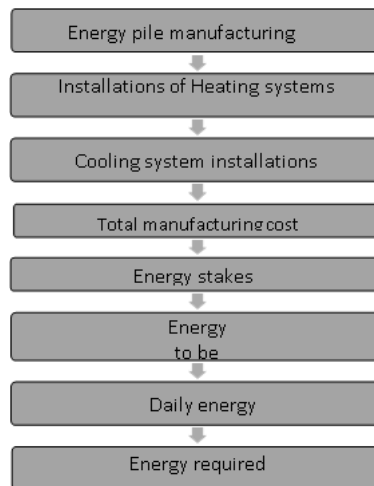 Energy pile manufacturing
Installations of Heating systems
Cooling system installations
Total manufacturing cost
Energy stakes
Energy
to be
Daily energy
Energy required